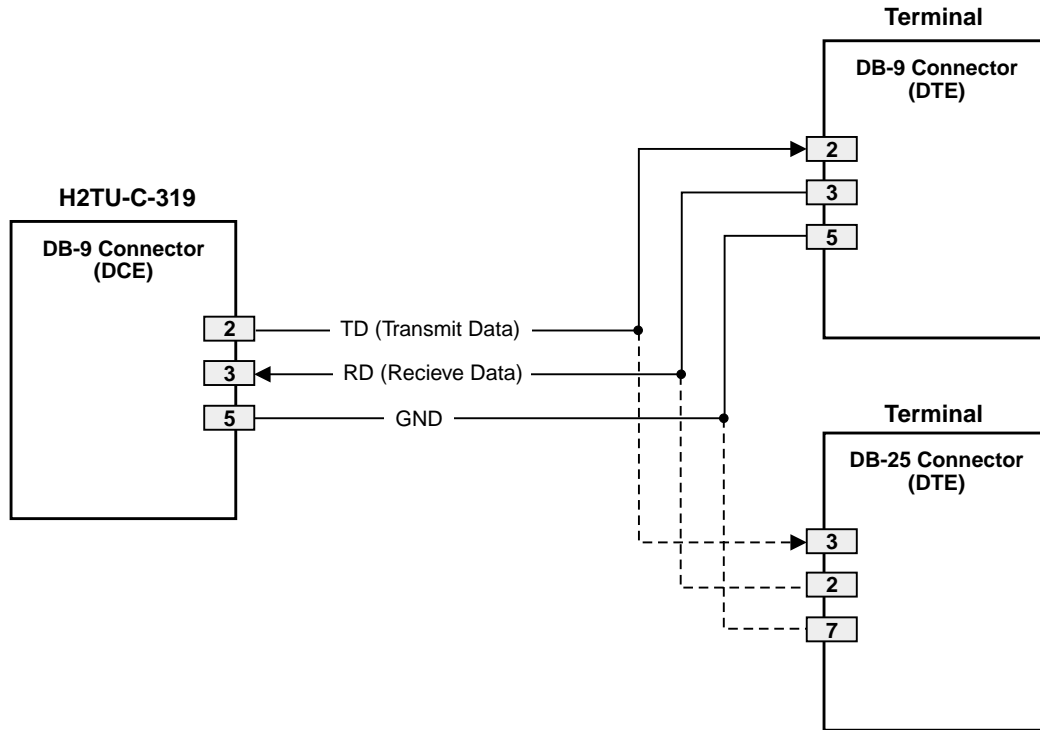 Terminal
DB-9 Connector
(DTE)
2
3
5
H2TU-C-319
DB-9 Connector
(DCE)
2
TD (Transmit Data)
3
RD (Recieve Data)
5
GND
Terminal
DB-25 Connector
(DTE)
3
2
7